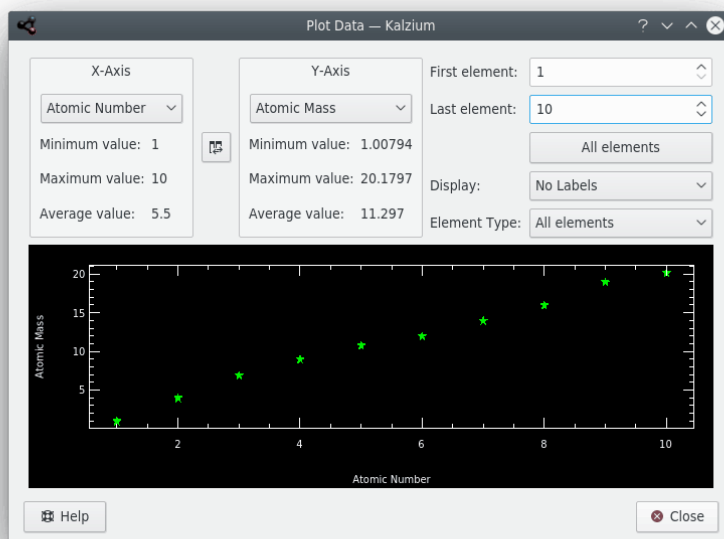 Plot Data — Kalzium
?
X-Axis
Atomic Number
Minimum value: 1
Maximum value: 10
Average value: 5.5
Y-Axis
Atomic Mass
Minimum value: 1.00794
Maximum value: 20.1797
Average value: 11.297
First element: 1
Last element: 10
All elements
Display: No Labels
Element Type: All elements
Atomic Mass
20
15
10
5
2 4 6 8 10
Atomic Number
Help
Close